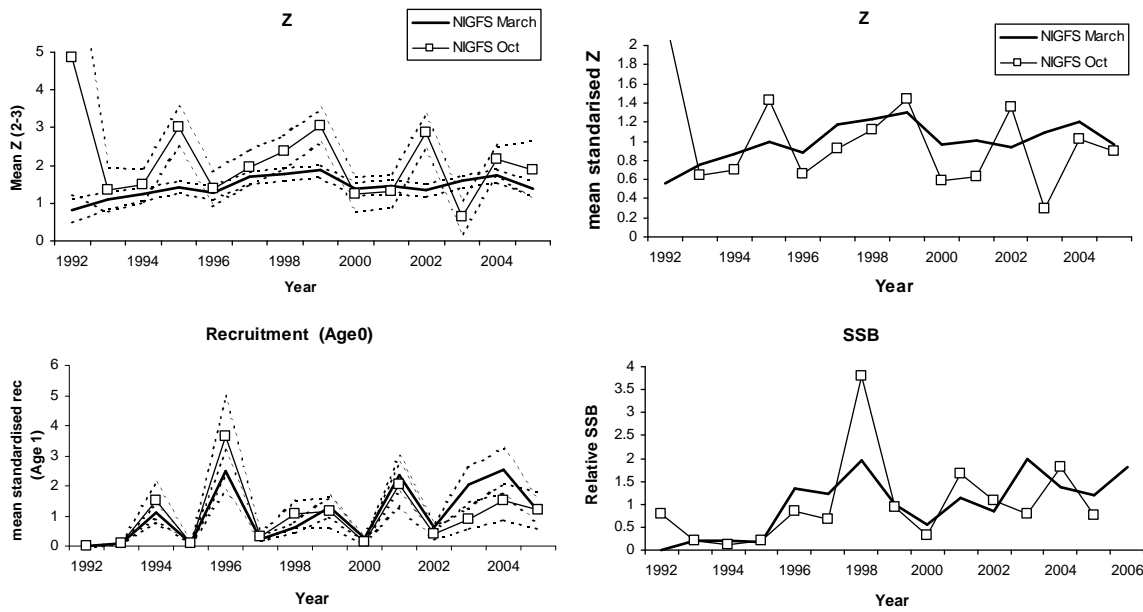 Z
NIGFS March
NIGFS Oct
Mean Z (2-3)
5
4
3
2
1
0
1992 1994 1996 1998 2000 2002 2004
Year
Z
NIGFS March
NIGFS Oct
mean standarised Z
2
1.8
1.6
1.4
1.2
1
0.8
0.6
0.4
0.2
0
1992 1994 1996 1998 2000 2002 2004
Year
Recruitment (Age0)
mean standardised rec
(Age 1)
6
5
4
3
2
1
0
1992 1994 1996 1998 2000 2002 2004
Year
SSB
Relative SSB
4
3.5
3
2.5
2
1.5
1
0.5
0
1992 1994 1996 1998 2000 2002 2004 2006
Year